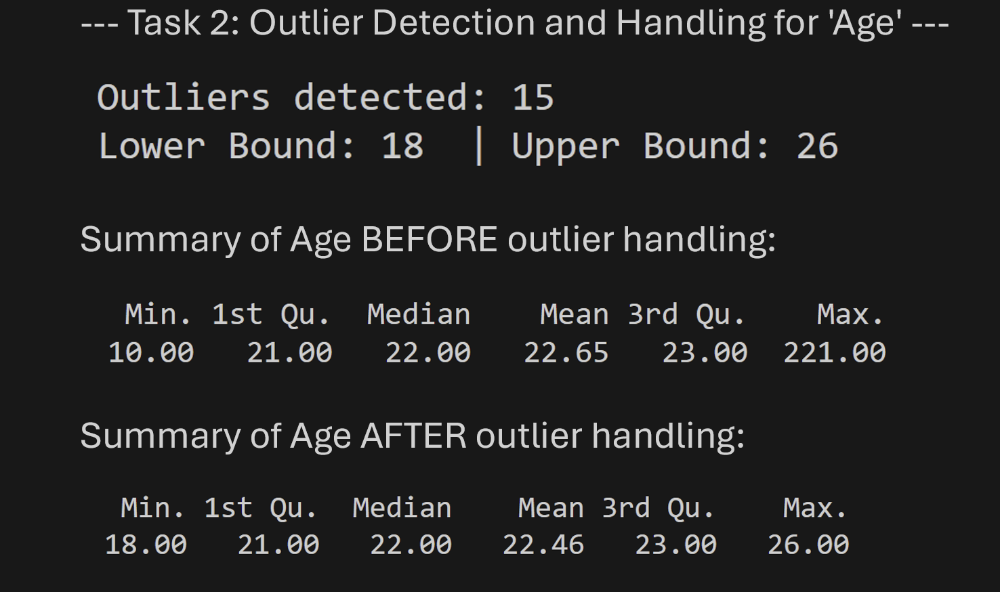 --- Task 2: Outlier Detection and Handling for 'Age' ---
Outliers detected: 15
Lower Bound: 18 | Upper Bound: 26
Summary of Age BEFORE outlier handling:
Min. 1st Qu. Median Mean 3rd Qu. Max.
10.00 21.00 22.00 22.65 23.00 221.00
Summary of Age AFTER outlier handling:
Min. 1st Qu. Median Mean 3rd Qu. Max.
18.00 21.00 22.00 22.46 23.00 26.00